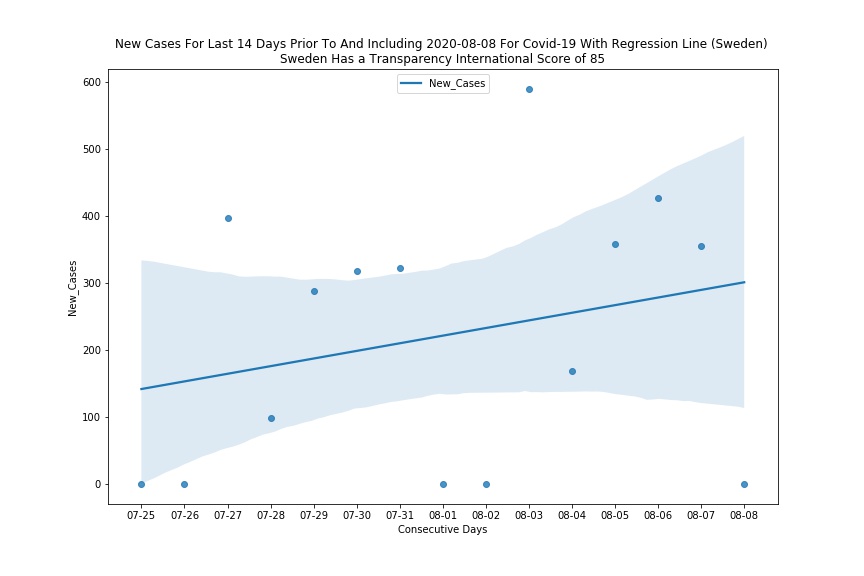 New Cases For Last 14 Days Prior To And Including 2020-08-08 For Covid-19 With Regression Line (Sweden)
Sweden Has a Transparency International Score of 85
New_Cases
600
500
400
300
200
100
0
New_Cases
07-25 07-26 07-27 07-28 07-29 07-30 07-31 08-01 08-02 08-03 08-04 08-05 08-06 08-07 08-08
Consecutive Days